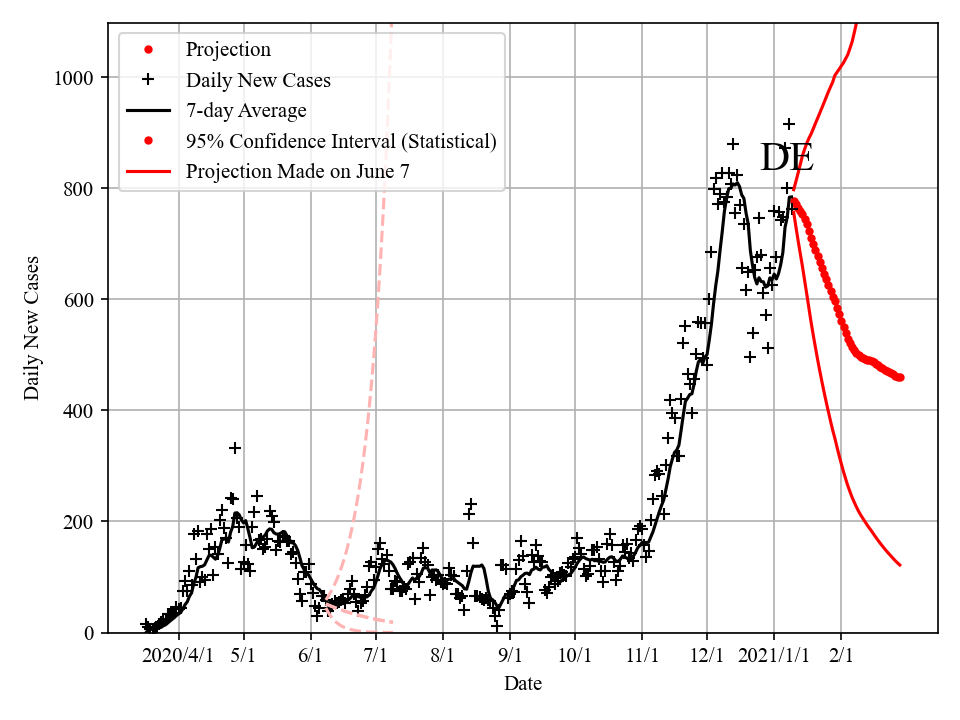 Projection
Daily New Cases
7-day Average
95% Confidence Interval (Statistical)
Projection Made on June 7
DE
1000
800
600
400
200
0
Daily New Cases
2020/4/1 5/1 6/1 7/1 8/1 9/1 10/1 11/1 12/1 2021/1/1 2/1
Date